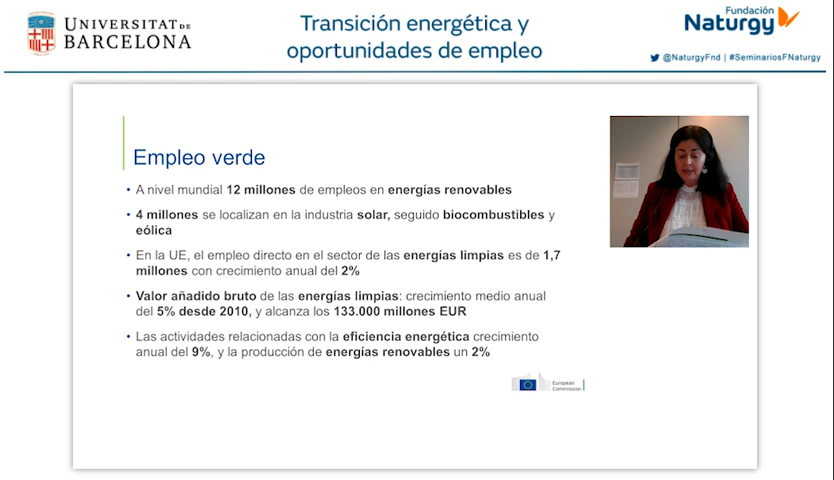 UNIVERSITAT DE
BARCELONA
Transición energética y
oportunidades de empleo
Fundación
Naturgy
@NaturgyFnd | #SeminariosFNaturgy
Empleo verde
• A nivel mundial 12 millones de empleos en energías renovables
• 4 millones se localizan en la industria solar, seguido biocombustibles y
eólica
• En la UE, el empleo directo en el sector de las energías limpias es de 1,7
millones con crecimiento anual del 2%
• Valor añadido bruto de las energías limpias: crecimiento medio anual
del 5% desde 2010, y alcanza los 133.000 millones EUR
• Las actividades relacionadas con la eficiencia energética crecimiento
anual del 9%, y la producción de energías renovables un 2%
European
Commission